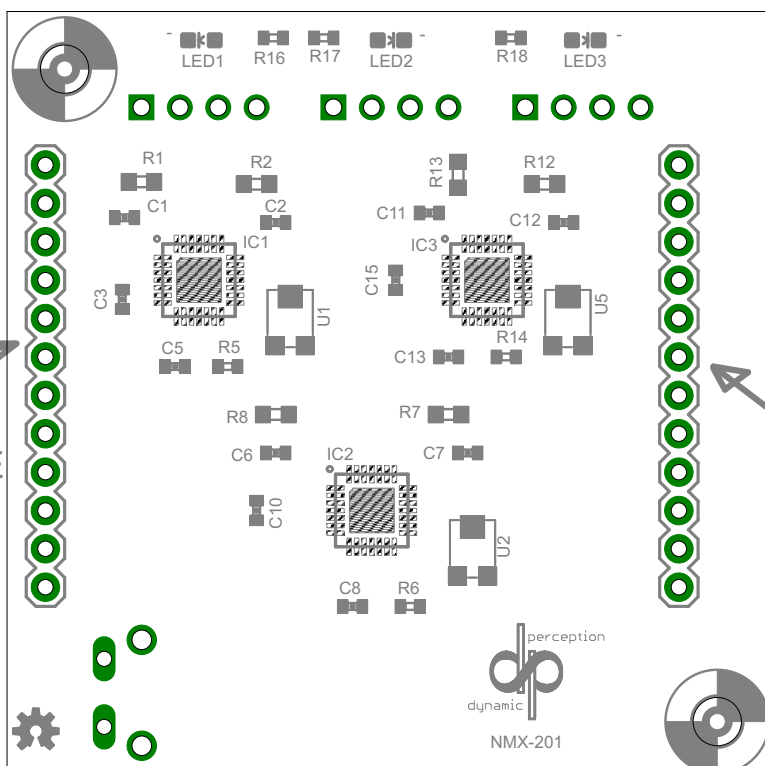 - - -
LED1 R16 R17 LED2 R18 LED3
R1 R2 R13 R12
C1 C2 C11 C12
IC1 IC3
C3 U1 C15 U5
C5 R5 C13 R14
R8 R7
C6 IC2 C7
C10 U2
C8 R6
perception
dynamic
NMX-201